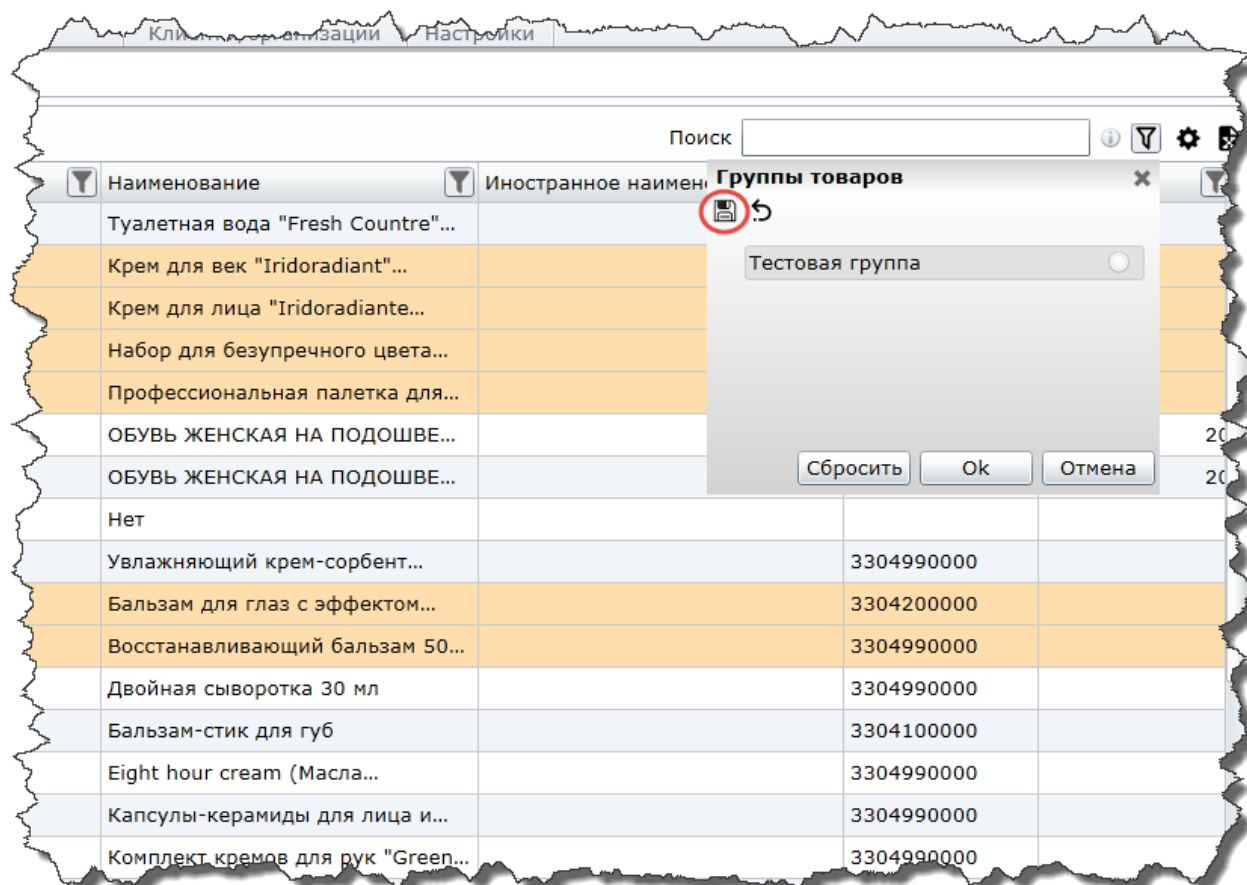 Настройки
Поиск
Наименование
Иностранное
Группы товаров
Тестовая группа
Сбросить Ok Отмена
Туалетная вода "Fresh Countre"...
Крем для век "Iridoradiant"...
Крем для лица "Iridoradiante...
Набор для безупречного цвета...
Профессиональная палетка для...
ОБУВЬ ЖЕНСКАЯ НА ПОДОШВЕ... 20
ОБУВЬ ЖЕНСКАЯ НА ПОДОШВЕ... 20
Нет
Увлажняющий крем-сорбент... 3304990000
Бальзам для глаз с эффектом... 3304200000
Восстанавливающий бальзам 50... 3304990000
Двойная сыворотка 30 мл 3304990000
Бальзам-стик для губ 3304100000
Eight hour cream (Масла... 3304990000
Капсулы-керамиды для лица и... 3304990000
Комплект кремов для рук "Green... 3304990000